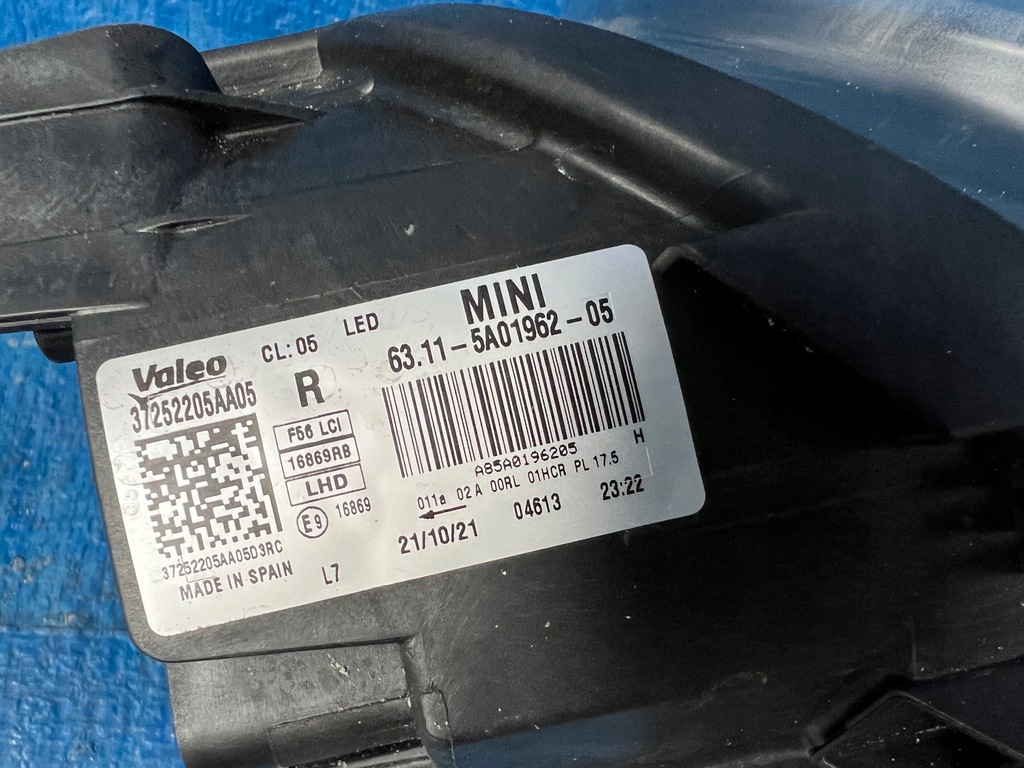 MINI
63.11-5A01962-05
Valeo
CL: 05
LED
37252205AA05
R
F56 LCI
16869RB
LHD
E9
16869
A85A0196205
H
011a 02A 00RL 01HCR PL 17.5
21/10/21
04613
23:22
37252205AA05D3RC
MADE IN SPAIN
L7